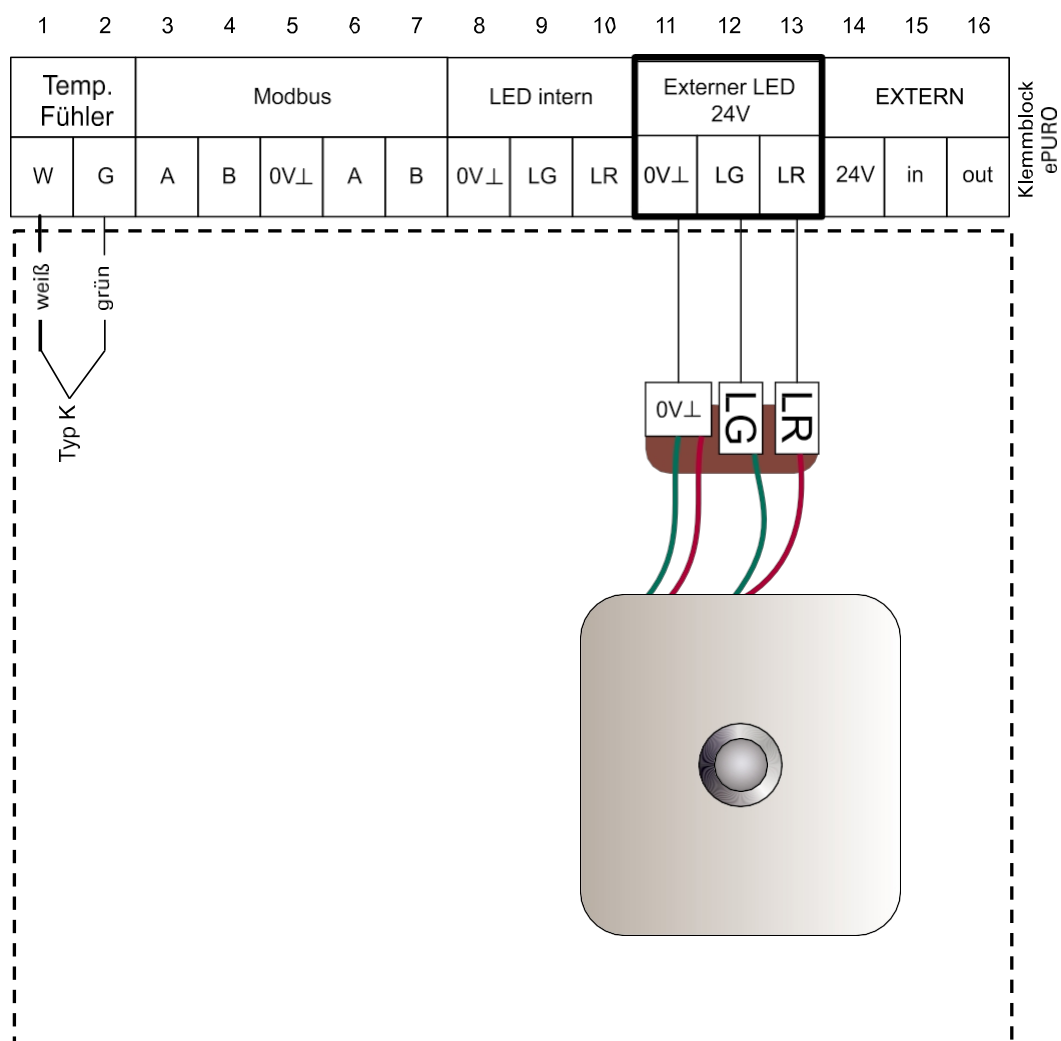 1 2 3 4 5 6 7 8 9 10 11 12 13 14 15 16
Temp.
Fühler
Modbus
LED intern
Externer LED
24V
EXTERN
W G A B 0V⊥ A B 0V⊥ LG LR 0V⊥ LG LR 24V in out
Klemmblock
ePURO
weiß
grün
Typ K
0V⊥
LG
LR